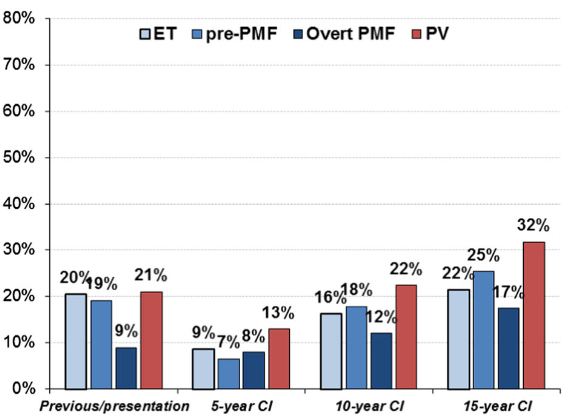 80%
ET pre-PMF Overt PMF PV
70%
60%
50%
40%
30%
20%
10%
0%
20% 19% 9% 21%
9% 7% 8% 13%
16% 18% 12% 22%
22% 25% 17% 32%
Previous/presentation 5-year CI 10-year CI 15-year CI